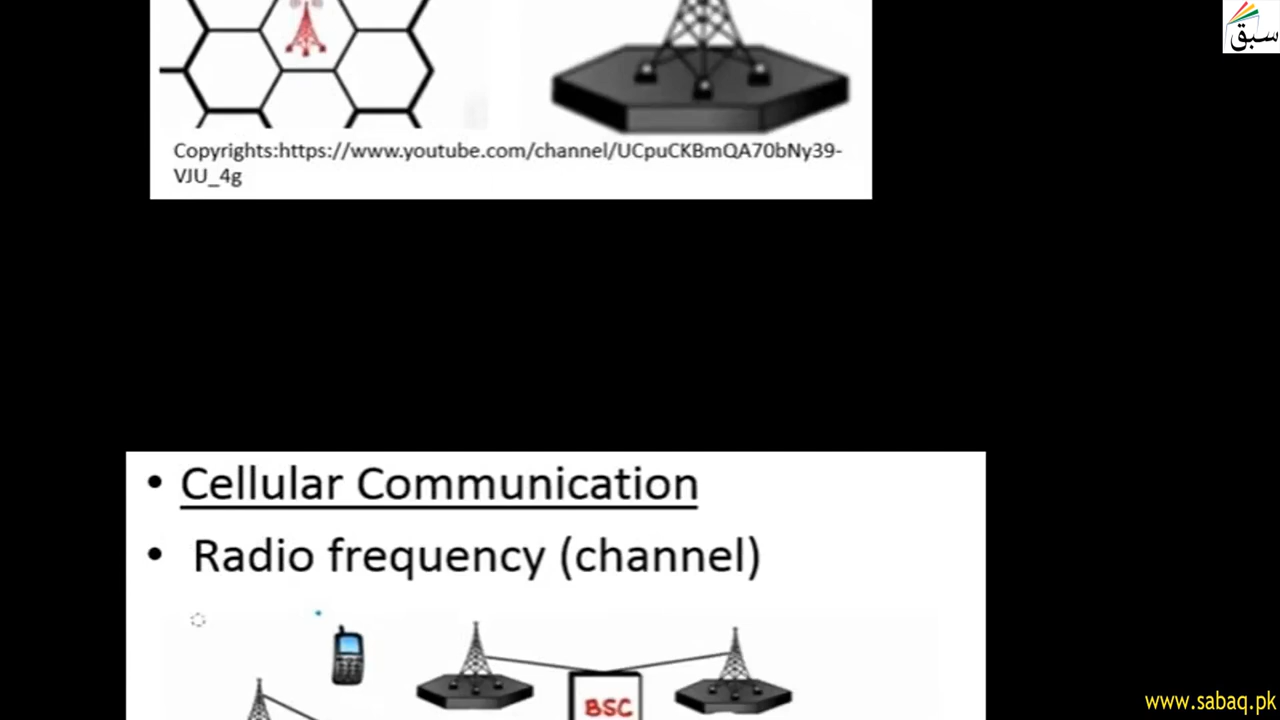 سبق
Copyrights:https://www.youtube.com/channel/UCpuCKBmQA70bNy39-
VJU_4g
• Cellular Communication
• Radio frequency (channel)
BSC
www.sabaq.pk